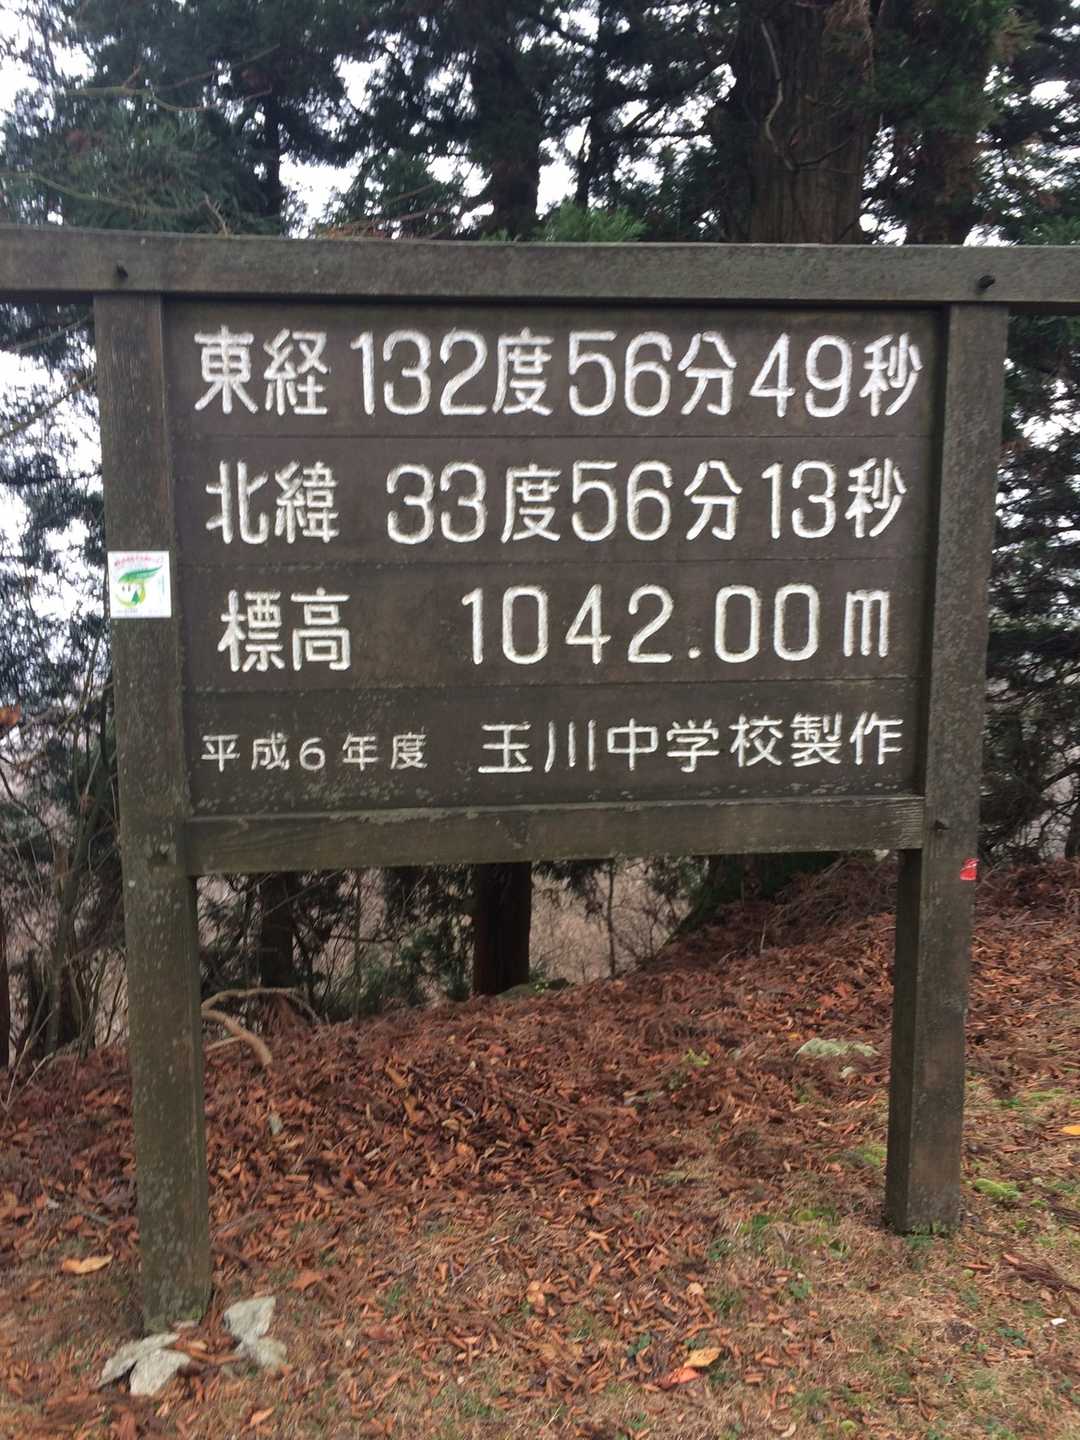 東経132度56分49秒
北緯 33度56分13秒
標高 1042.00m
平成6年度 玉川中学校製作